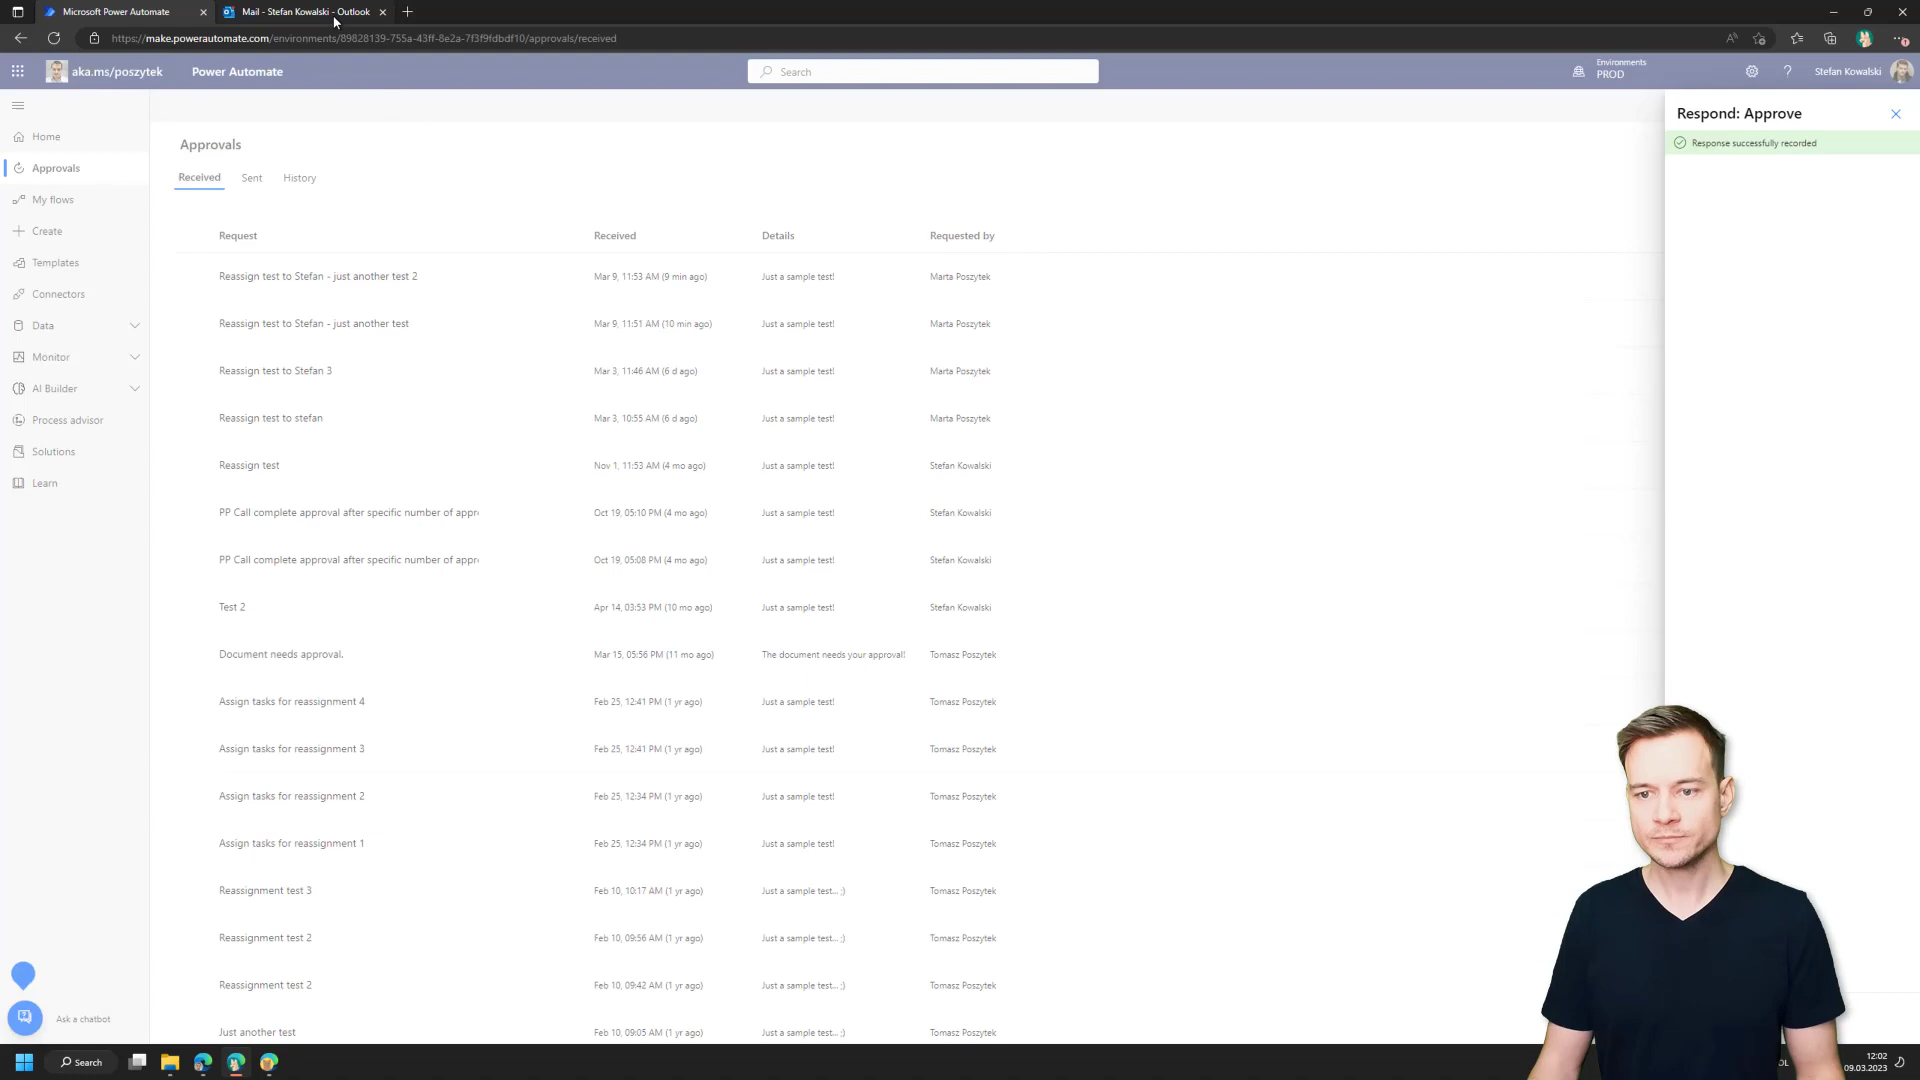 Microsoft Power Automate
Mail - Stefan Kowalski - Outlook
https://make.powerautomate.com/environments/89828139-755a-43ff-8e2a-7f3f9fdbdf10/approvals/received
aka.ms/poszytek
Power Automate
Search
Environments
PROD
Stefan Kowalski
Home
Approvals
My flows
Create
Templates
Connectors
Data
Monitor
AI Builder
Process advisor
Solutions
Learn
Ask a chatbot
Approvals
Received Sent History
Request Received Details Requested by
Reassign test to Stefan - just another test 2 Mar 9, 11:53 AM (9 min ago) Just a sample test! Marta Poszytek
Reassign test to Stefan - just another test Mar 9, 11:51 AM (10 min ago) Just a sample test! Marta Poszytek
Reassign test to Stefan 3 Mar 3, 11:46 AM (6 d ago) Just a sample test! Marta Poszytek
Reassign test to stefan Mar 3, 10:55 AM (6 d ago) Just a sample test! Marta Poszytek
Reassign test Nov 1, 11:53 AM (4 mo ago) Just a sample test! Stefan Kowalski
PP Call complete approval after specific number of appr Oct 19, 05:10 PM (4 mo ago) Just a sample test! Stefan Kowalski
PP Call complete approval after specific number of appr Oct 19, 05:08 PM (4 mo ago) Just a sample test! Stefan Kowalski
Test 2 Apr 14, 03:53 PM (10 mo ago) Just a sample test! Stefan Kowalski
Document needs approval. Mar 15, 05:56 PM (11 mo ago) The document needs your approval! Tomasz Poszytek
Assign tasks for reassignment 4 Feb 25, 12:41 PM (1 yr ago) Just a sample test! Tomasz Poszytek
Assign tasks for reassignment 3 Feb 25, 12:41 PM (1 yr ago) Just a sample test! Tomasz Poszytek
Assign tasks for reassignment 2 Feb 25, 12:34 PM (1 yr ago) Just a sample test! Tomasz Poszytek
Assign tasks for reassignment 1 Feb 25, 12:34 PM (1 yr ago) Just a sample test! Tomasz Poszytek
Reassignment test 3 Feb 10, 10:17 AM (1 yr ago) Just a sample test... ;) Tomasz Poszytek
Reassignment test 2 Feb 10, 09:56 AM (1 yr ago) Just a sample test... ;) Tomasz Poszytek
Reassignment test 2 Feb 10, 09:42 AM (1 yr ago) Just a sample test... ;) Tomasz Poszytek
Just another test Feb 10, 09:05 AM (1 yr ago) Just a sample test... ;) Tomasz Poszytek
Respond: Approve
Response successfully recorded
Search
12:02
09.03.2023